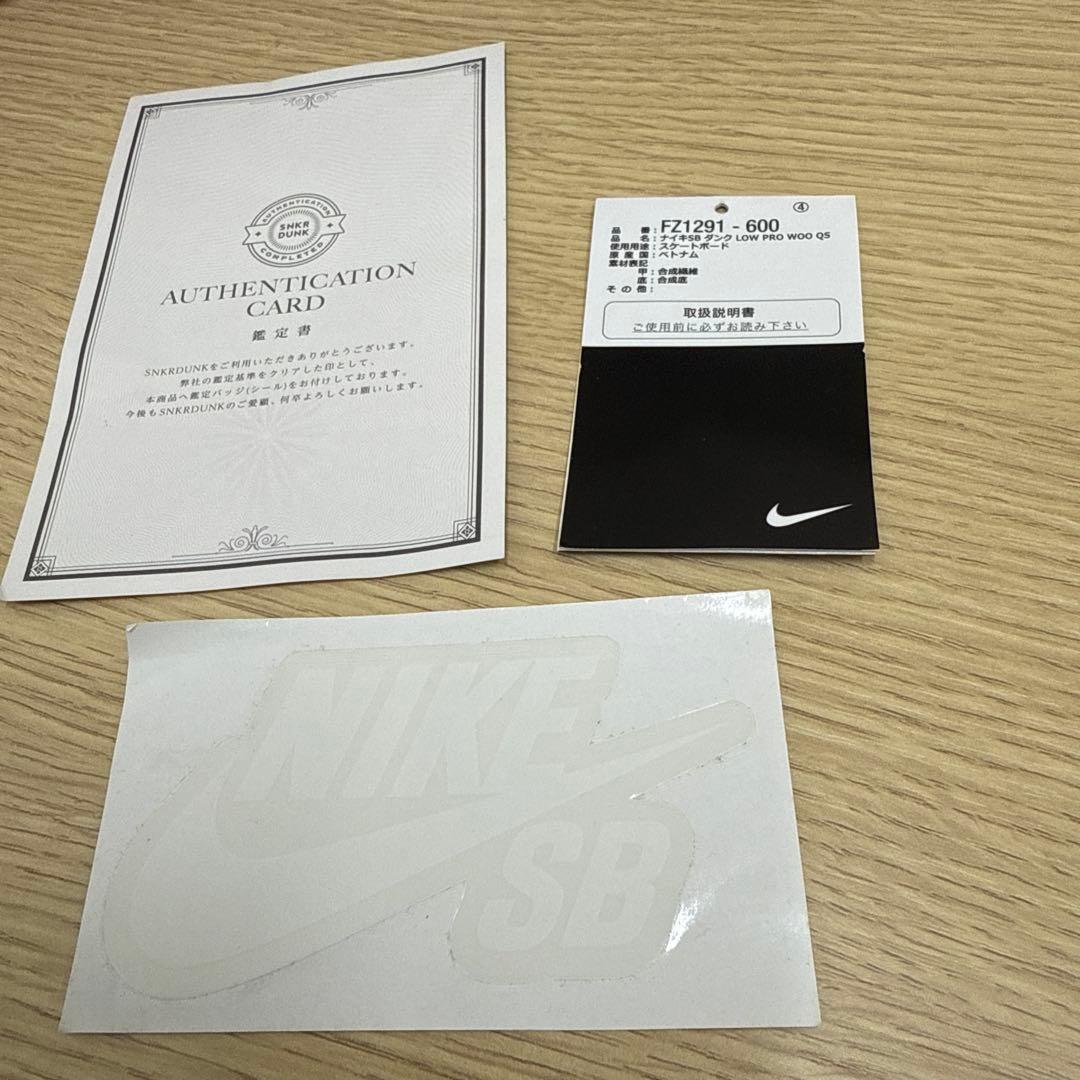 AUTHENTICATION
SNKR
DUNK
COMPLETED
AUTHENTICATION
CARD
鑑定書
SNKRDUNKをご利用いただきありがとうございます。
弊社の鑑定基準をクリアした印として、
本商品へ鑑定バッジ(シール)をお付けしております。
今後もSNKRDUNKのご愛顧、何卒よろしくお願いします。
④
品番：FZ1291 - 600
品名：ナイキSB ダンク LOW PRO WOO QS
使用用途：スケートボード
原産国：ベトナム
素材表記
甲：合成繊維
底：合成底
その他：
取扱説明書
ご使用前に必ずお読み下さい
NIKE
SB